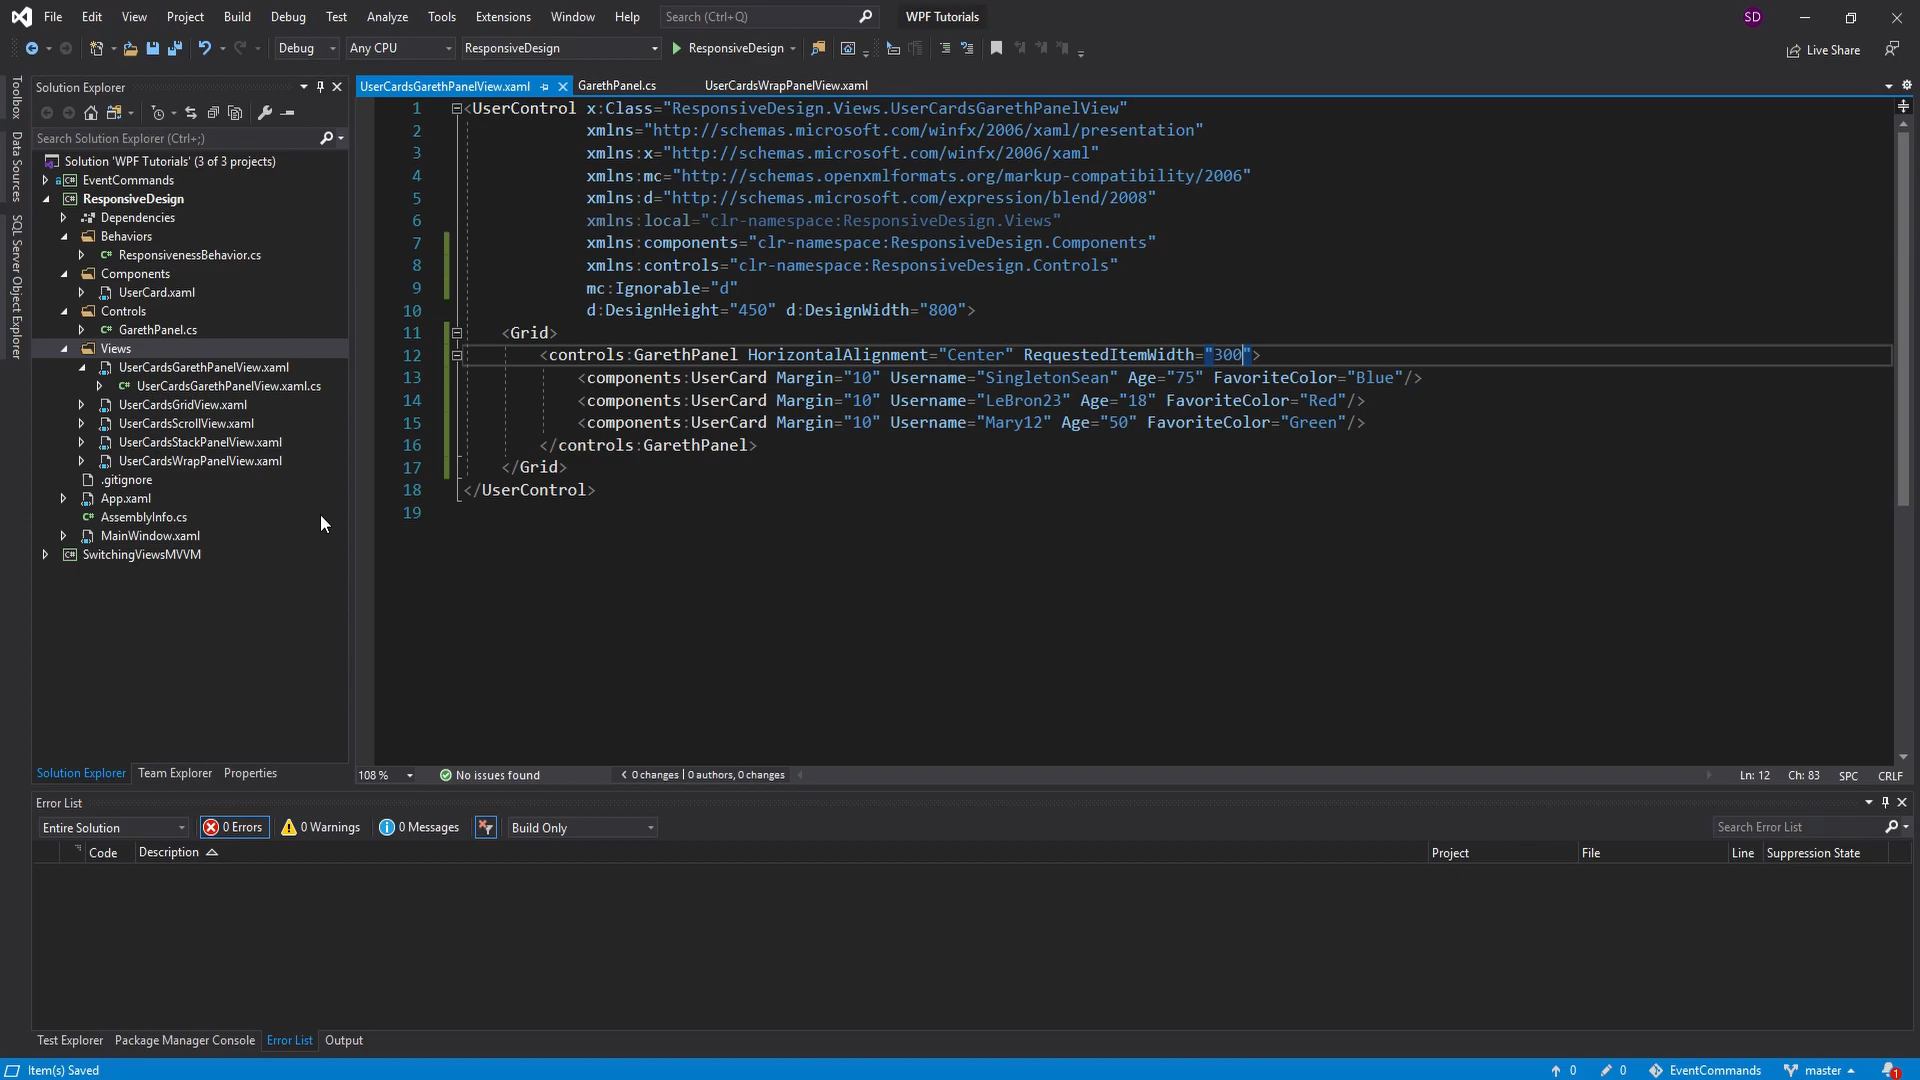 File Edit View Project Build Debug Test Analyze Tools Extensions Window Help Search (Ctrl+Q) WPF Tutorials SD
Debug Any CPU ResponsiveDesign ResponsiveDesign Live Share
Toolbox
Data Sources
SQL Server Object Explorer
Solution Explorer
Search Solution Explorer (Ctrl+;)
Solution 'WPF Tutorials' (3 of 3 projects)
EventCommands
ResponsiveDesign
Dependencies
Behaviors
ResponsivenessBehavior.cs
Components
UserCard.xaml
Controls
GarethPanel.cs
Views
UserCardsGarethPanelView.xaml
UserCardsGarethPanelView.xaml.cs
UserCardsGridView.xaml
UserCardsScrollView.xaml
UserCardsStackPanelView.xaml
UserCardsWrapPanelView.xaml
.gitignore
App.xaml
AssemblyInfo.cs
MainWindow.xaml
SwitchingViewsMVVM
Solution Explorer Team Explorer Properties
UserCardsGarethPanelView.xaml GarethPanel.cs UserCardsWrapPanelView.xaml
1 <UserControl x:Class="ResponsiveDesign.Views.UserCardsGarethPanelView"
2 xmlns="http://schemas.microsoft.com/winfx/2006/xaml/presentation"
3 xmlns:x="http://schemas.microsoft.com/winfx/2006/xaml"
4 xmlns:mc="http://schemas.openxmlformats.org/markup-compatibility/2006"
5 xmlns:d="http://schemas.microsoft.com/expression/blend/2008"
6 xmlns:local="clr-namespace:ResponsiveDesign.Views"
7 xmlns:components="clr-namespace:ResponsiveDesign.Components"
8 xmlns:controls="clr-namespace:ResponsiveDesign.Controls"
9 mc:Ignorable="d"
10 d:DesignHeight="450" d:DesignWidth="800">
11 <Grid>
12 <controls:GarethPanel HorizontalAlignment="Center" RequestedItemWidth="300">
13 <components:UserCard Margin="10" Username="SingletonSean" Age="75" FavoriteColor="Blue"/>
14 <components:UserCard Margin="10" Username="LeBron23" Age="18" FavoriteColor="Red"/>
15 <components:UserCard Margin="10" Username="Mary12" Age="50" FavoriteColor="Green"/>
16 </controls:GarethPanel>
17 </Grid>
18 </UserControl>
19
108 % No issues found 0 changes | 0 authors, 0 changes Ln: 12 Ch: 83 SPC CRLF
Error List
Entire Solution 0 Errors 0 Warnings 0 Messages Build Only Search Error List
Code Description Project File Line Suppression State
Test Explorer Package Manager Console Error List Output
Item(s) Saved 0 0 EventCommands master 1